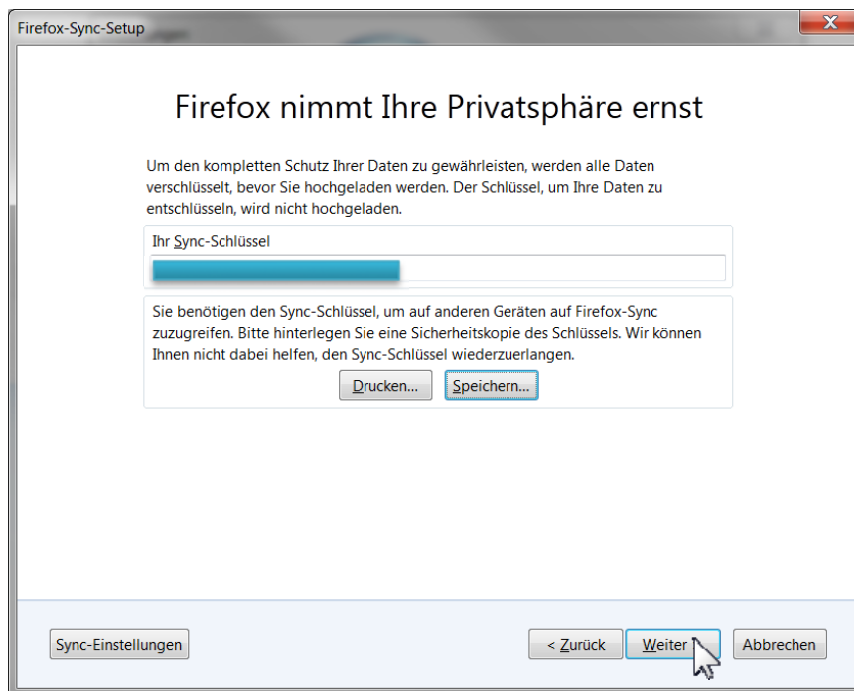 Firefox-Sync-Setup
Firefox nimmt Ihre Privatsphäre ernst
Um den kompletten Schutz Ihrer Daten zu gewährleisten, werden alle Daten
verschlüsselt, bevor Sie hochgeladen werden. Der Schlüssel, um Ihre Daten zu
entschlüsseln, wird nicht hochgeladen.
Ihr Sync-Schlüssel
Sie benötigen den Sync-Schlüssel, um auf anderen Geräten auf Firefox-Sync
zuzugreifen. Bitte hinterlegen Sie eine Sicherheitskopie des Schlüssels. Wir können
Ihnen nicht dabei helfen, den Sync-Schlüssel wiederzuerlangen.
Drucken... Speichern...
Sync-Einstellungen < Zurück Weiter Abbrechen